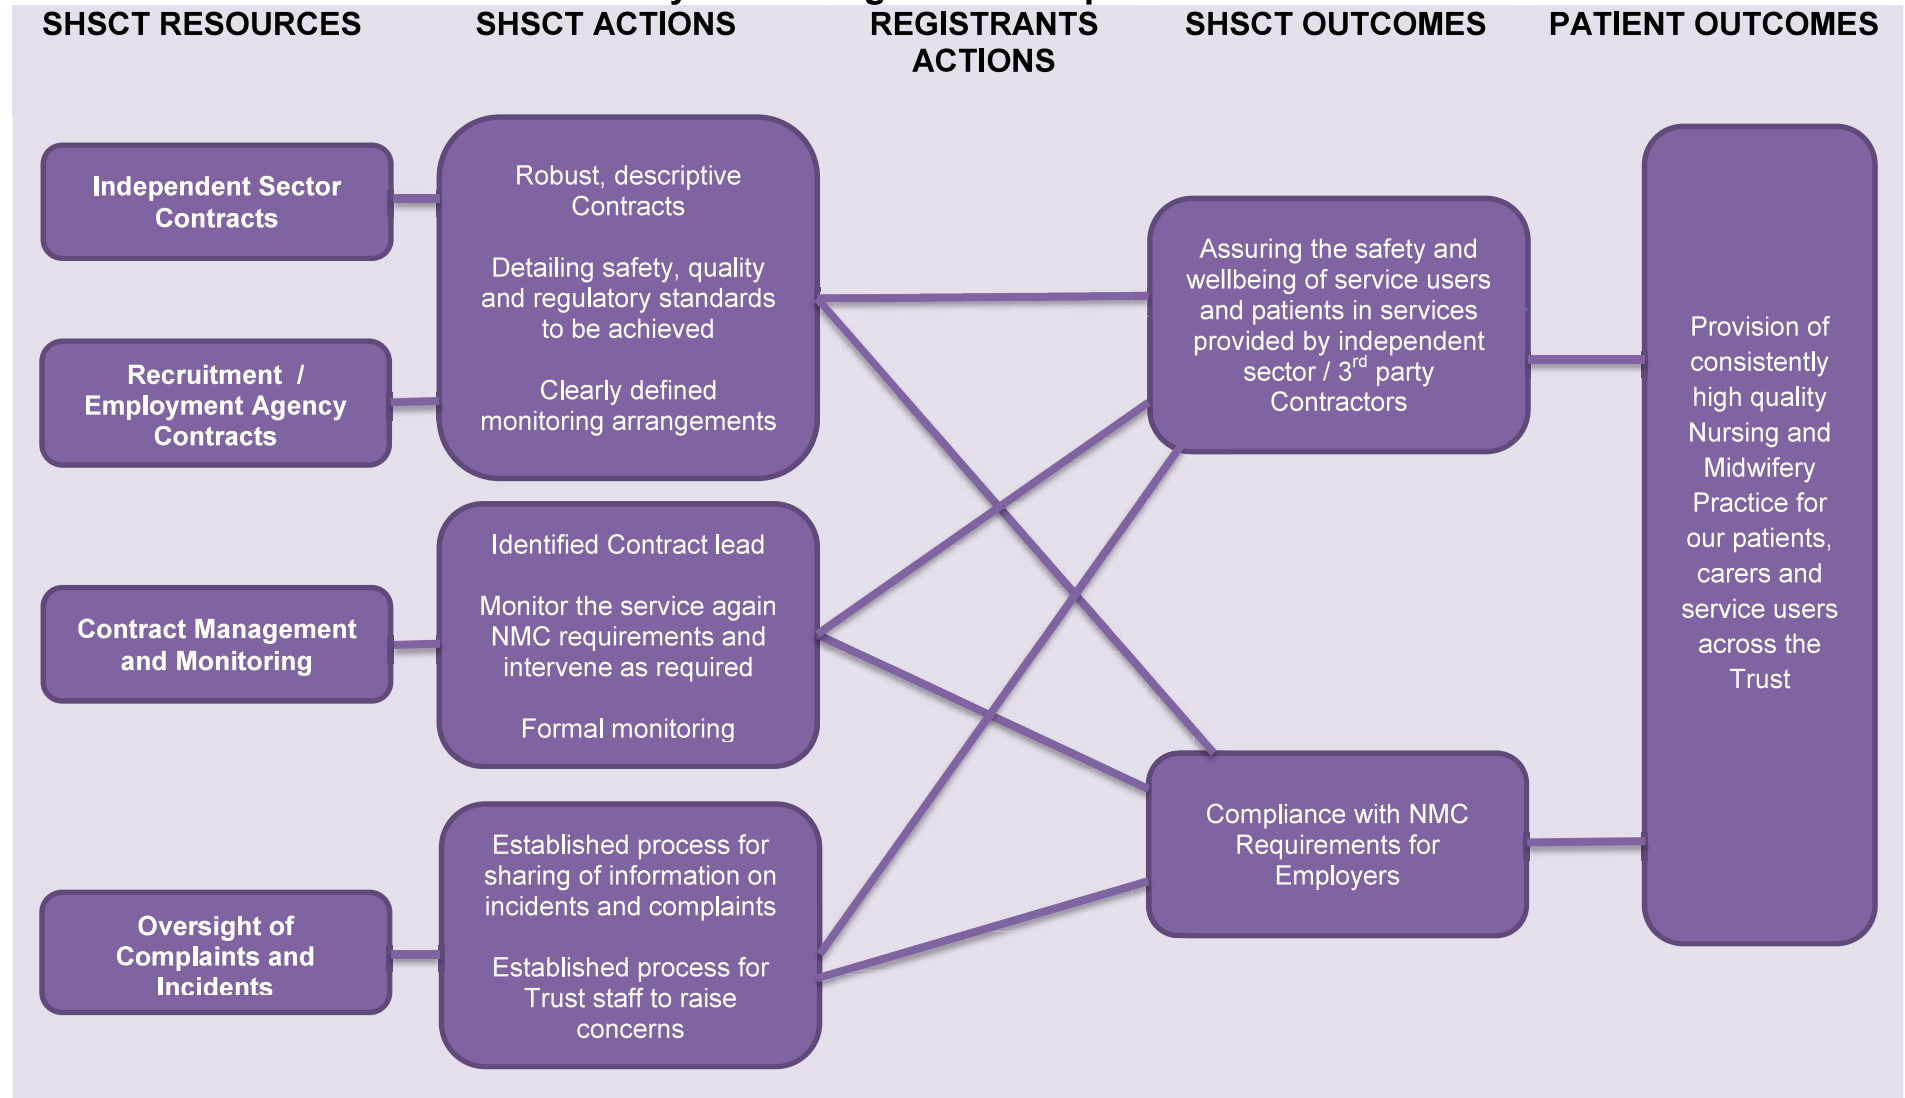 SHSCT RESOURCES
SHSCT ACTIONS
REGISTRANTS
ACTIONS
SHSCT OUTCOMES
PATIENT OUTCOMES
Independent Sector
Contracts
Recruitment /
Employment Agency
Contracts
Contract Management
and Monitoring
Oversight of
Complaints and
Incidents
Robust, descriptive
Contracts
Detailing safety, quality
and regulatory standards
to be achieved
Clearly defined
monitoring arrangements
Identified Contract lead
Monitor the service again
NMC requirements and
intervene as required
Formal monitoring
Established process for
sharing of information on
incidents and complaints
Established process for
Trust staff to raise
concerns
Assuring the safety and
wellbeing of service users
and patients in services
provided by independent
sector / 3rd party
Contractors
Compliance with NMC
Requirements for
Employers
Provision of
consistently
high quality
Nursing and
Midwifery
Practice for
our patients,
carers and
service users
across the
Trust